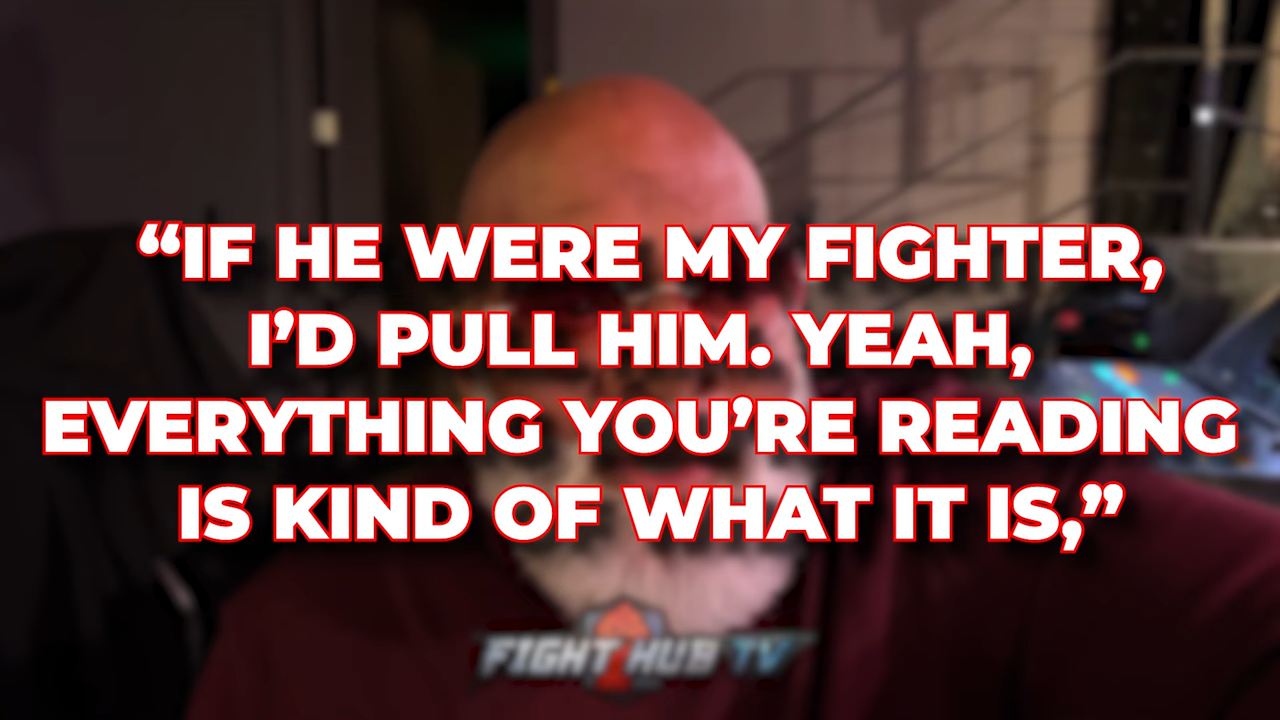 “IF HE WERE MY FIGHTER,
I’D PULL HIM. YEAH,
EVERYTHING YOU’RE READING
IS KIND OF WHAT IT IS,”
FIGHT HUB TV